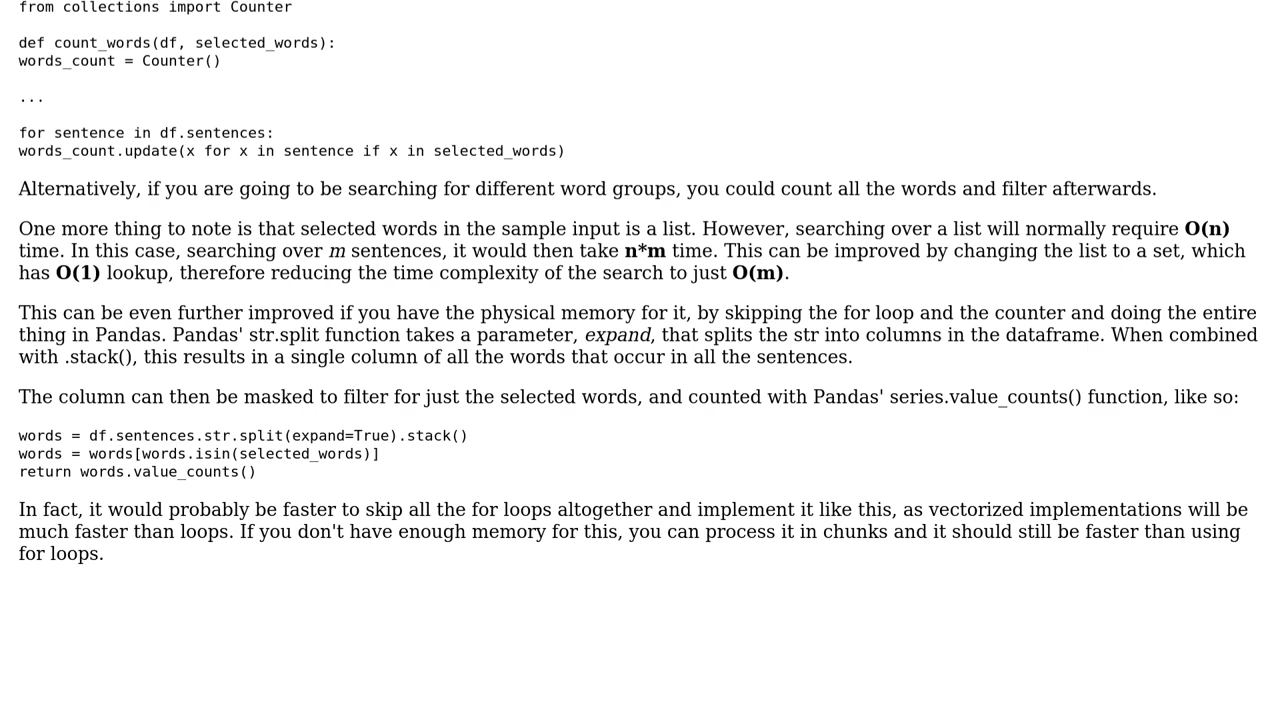 from collections import Counter
def count_words(df, selected_words):
words_count = Counter()
...
for sentence in df.sentences:
words_count.update(x for x in sentence if x in selected_words)
Alternatively, if you are going to be searching for different word groups, you could count all the words and filter afterwards.
One more thing to note is that selected words in the sample input is a list. However, searching over a list will normally require O(n)
time. In this case, searching over m sentences, it would then take n*m time. This can be improved by changing the list to a set, which
has O(1) lookup, therefore reducing the time complexity of the search to just O(m).
This can be even further improved if you have the physical memory for it, by skipping the for loop and the counter and doing the entire
thing in Pandas. Pandas' str.split function takes a parameter, expand, that splits the str into columns in the dataframe. When combined
with .stack(), this results in a single column of all the words that occur in all the sentences.
The column can then be masked to filter for just the selected words, and counted with Pandas' series.value_counts() function, like so:
words = df.sentences.str.split(expand=True).stack()
words = words[words.isin(selected_words)]
return words.value_counts()
In fact, it would probably be faster to skip all the for loops altogether and implement it like this, as vectorized implementations will be
much faster than loops. If you don't have enough memory for this, you can process it in chunks and it should still be faster than using
for loops.